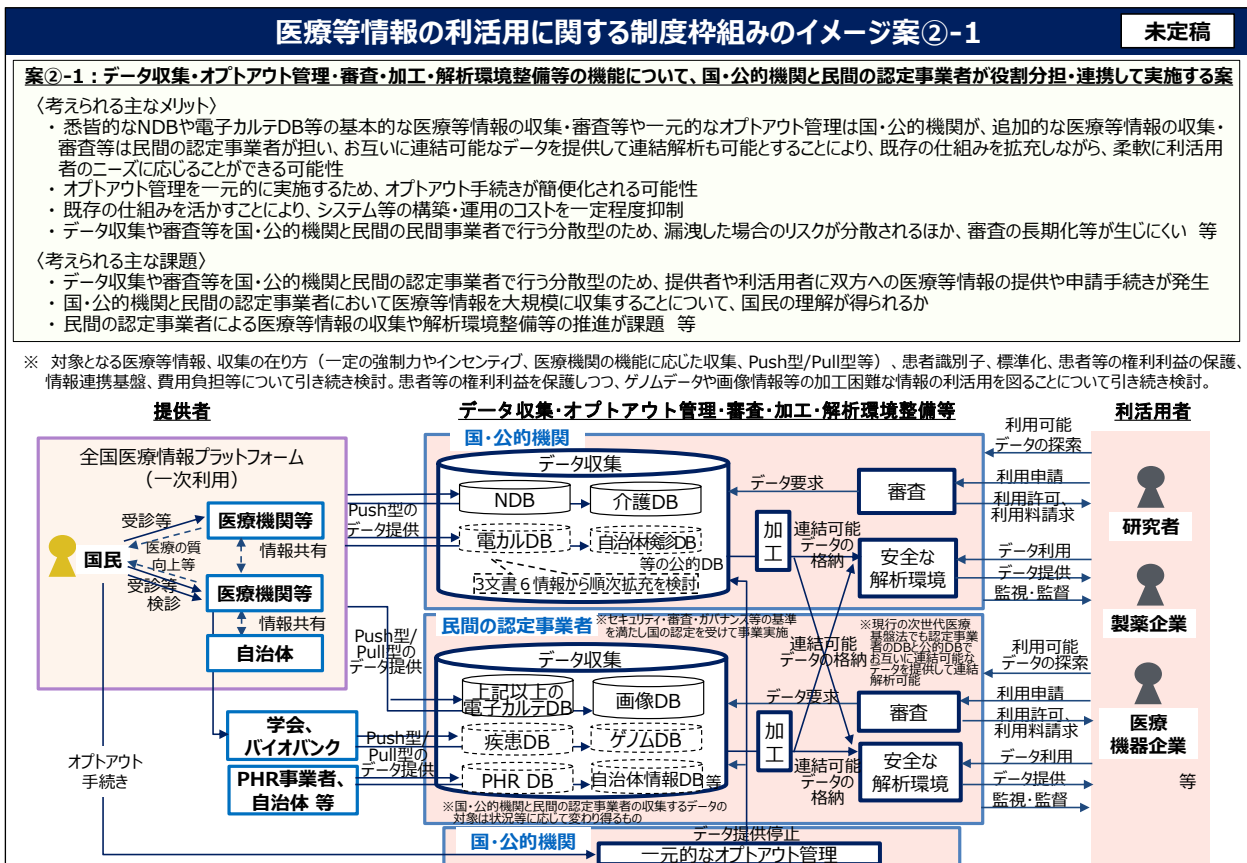 医療等情報の利活用に関する制度枠組みのイメージ案②-1
未定稿
案②-1：データ収集・オプトアウト管理・審査・加工・解析環境整備等の機能について、国・公的機関と民間の認定事業者が役割分担・連携して実施する案
〈考えられる主なメリット〉
・ 悉皆的なNDBや電子カルテDB等の基本的な医療等情報の収集・審査等や一元的なオプトアウト管理は国・公的機関が、追加的な医療等情報の収集・
審査等は民間の認定事業者が担い、お互いに連結可能なデータを提供して連結解析も可能とすることにより、既存の仕組みを拡充しながら、柔軟に利活用
者のニーズに応じることができる可能性
・ オプトアウト管理を一元的に実施するため、オプトアウト手続きが簡便化される可能性
・ 既存の仕組みを活かすことにより、システム等の構築・運用のコストを一定程度抑制
・ データ収集や審査等を国・公的機関と民間の民間事業者で行う分散型のため、漏洩した場合のリスクが分散されるほか、審査の長期化等が生じにくい 等
〈考えられる主な課題〉
・ データ収集や審査等を国・公的機関と民間の認定事業者で行う分散型のため、提供者や利活用者に双方への医療等情報の提供や申請手続きが発生
・ 国・公的機関と民間の認定事業者において医療等情報を大規模に収集することについて、国民の理解が得られるか
・ 民間の認定事業者による医療等情報の収集や解析環境整備等の推進が課題 等
※ 対象となる医療等情報、収集の在り方（一定の強制力やインセンティブ、医療機関の機能に応じた収集、Push型/Pull型等）、患者識別子、標準化、患者等の権利利益の保護、
情報連携基盤、費用負担等について引き続き検討。患者等の権利利益を保護しつつ、ゲノムデータや画像情報等の加工困難な情報の利活用を図ることについて引き続き検討。
提供者
データ収集・オプトアウト管理・審査・加工・解析環境整備等
利活用者
全国医療情報プラットフォーム
（一次利用）
受診等
医療機関等
国民
医療の質
向上等
情報共有
受診等
検診
医療機関等
情報共有
自治体
学会、
バイオバンク
PHR事業者、
自治体 等
オプトアウト
手続き
Push型の
データ提供
Push型/
Pull型の
データ提供
Push型/
Pull型の
データ提供
国・公的機関
データ収集
NDB
介護DB
電カルDB
自治体検診DB
等の公的DB
3文書６情報から順次拡充を検討
データ要求
審査
加
工
連結可能
データの
格納
安全な
解析環境
民間の認定事業者
※セキュリティ・審査・ガバナンス等の基準
を満たし国の認定を受けて事業実施
データ収集
上記以上の
電子カルテDB
画像DB
疾患DB
ゲノムDB
PHR DB
自治体情報DB
等
※国・公的機関と民間の認定事業者の収集するデータの
対象は状況等に応じて変わり得るもの
連結可能
データの格納
※現行の次世代医療
基盤法でも認定事業
者のDBと公的DBで
お互いに連結可能な
データを提供して連結
解析可能
データ要求
審査
加
工
連結可能
データの
格納
安全な
解析環境
国・公的機関
データ提供停止
一元的なオプトアウト管理
利用可能
データの探索
利用申請
利用許可、
利用料請求
データ利用
データ提供
監視・監督
利用可能
データの探索
利用申請
利用許可、
利用料請求
データ利用
データ提供
監視・監督
研究者
製薬企業
医療
機器企業
等